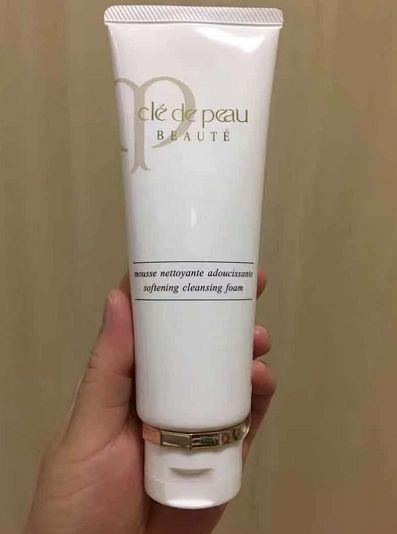 clé de peau
BEAUTÉ
mousse nettoyante adoucissante
softening cleansing foam